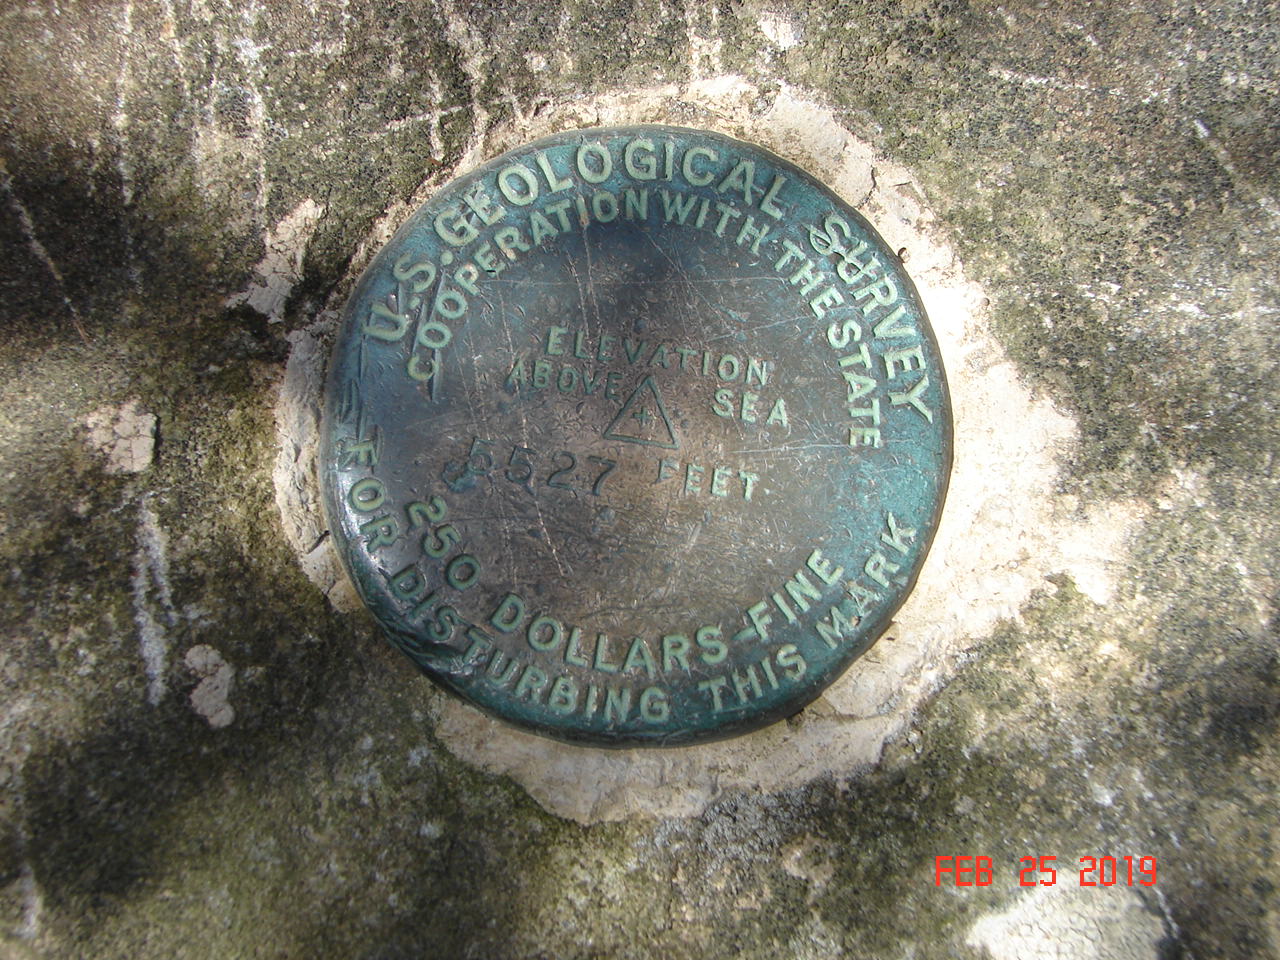 U.S. GEOLOGICAL SURVEY
COOPERATION WITH THE STATE
ELEVATION
ABOVE SEA
5527 FEET
250 DOLLARS FINE
FOR DISTURBING THIS MARK
FEB 25 2019